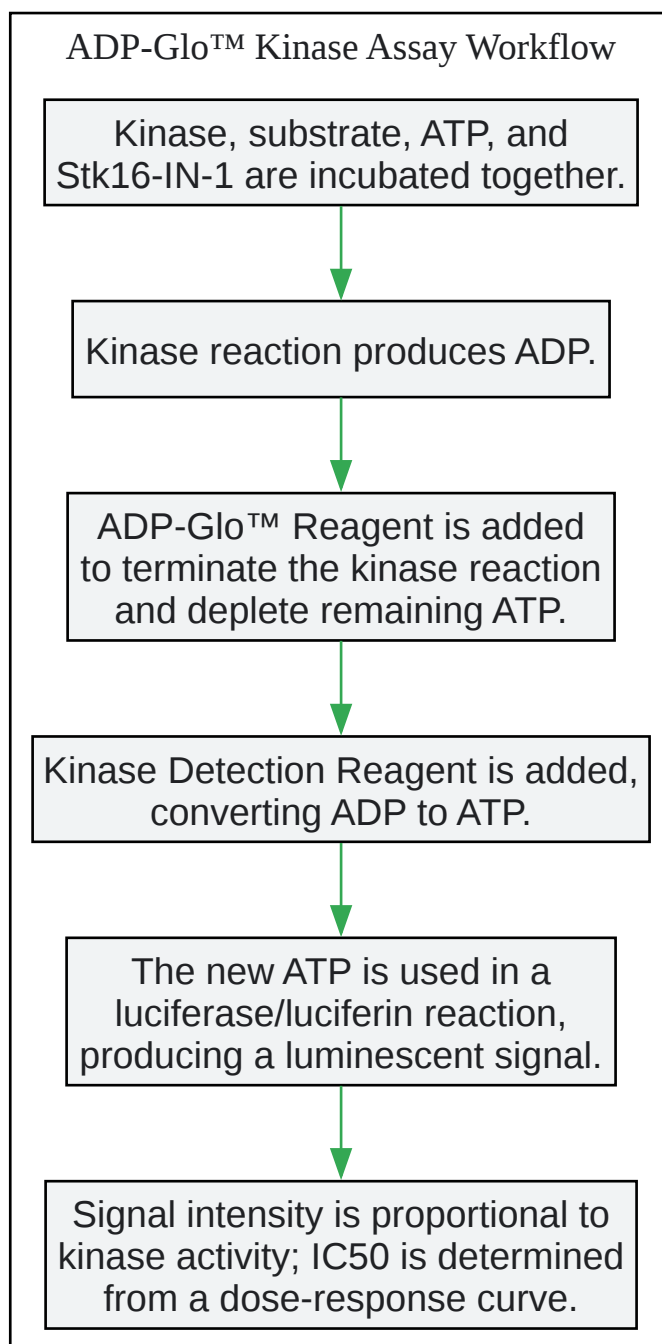 ADP-Glo™ Kinase Assay Workflow
Kinase, substrate, ATP, and
Stk16-IN-1 are incubated together.
Kinase reaction produces ADP.
ADP-Glo™ Reagent is added
to terminate the kinase reaction
and deplete remaining ATP.
Kinase Detection Reagent is added,
converting ADP to ATP.
The new ATP is used in a
luciferase/luciferin reaction,
producing a luminescent signal.
Signal intensity is proportional to
kinase activity; IC50 is determined
from a dose-response curve.